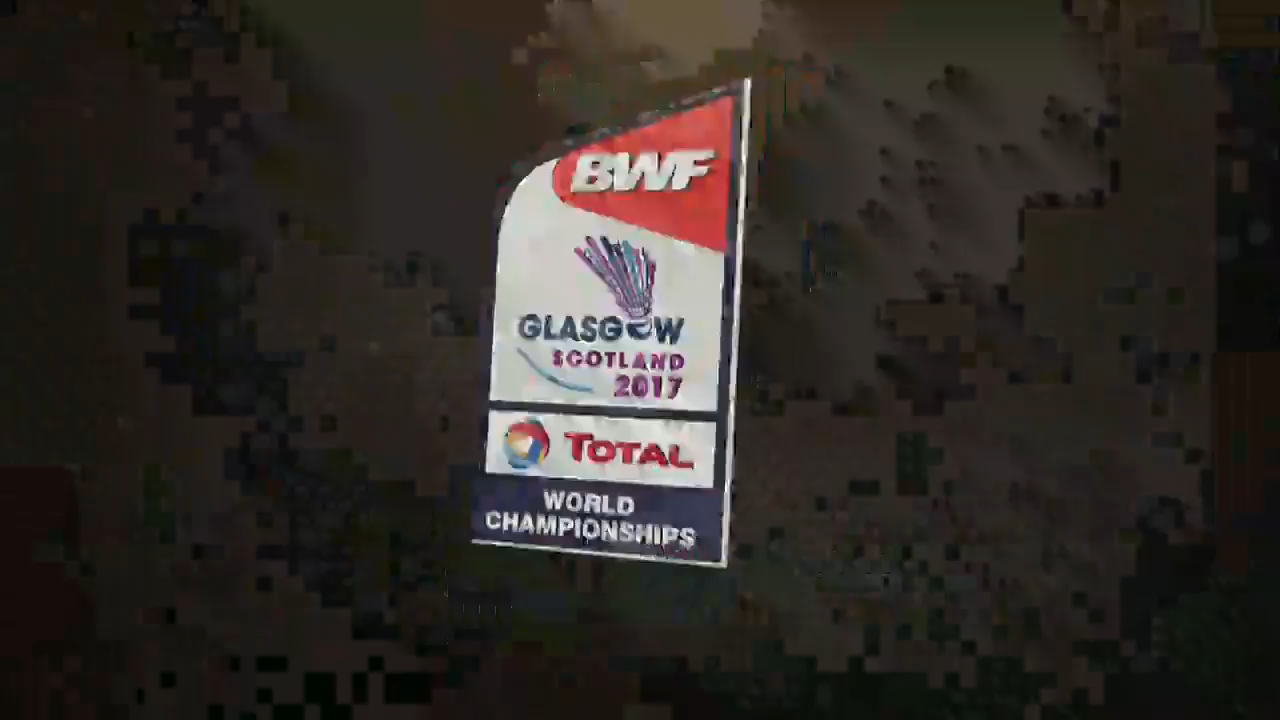 BWF
GLASGOW
SCOTLAND
2017
TOTAL
WORLD
CHAMPIONSHIPS